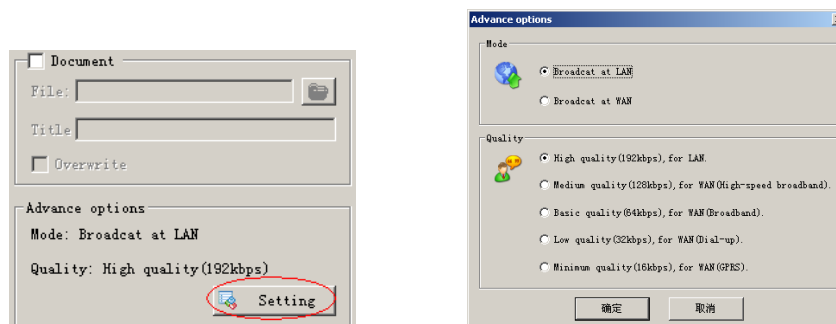 Document
File:
Title
Overwrite
Advance options
Mode: Broadcat at LAN
Quality: High quality(192kbps)
Setting
Advance options
Mode
Broadcat at LAN
Broadcat at WAN
Quality
High quality(192kbps), for LAN.
Medium quality(128kbps), for WAN(High-speed broadband).
Basic quality(64kbps), for WAN(Broadband).
Low quality(32kbps), for WAN(Dial-up).
Minimum quality(16kbps), for WAN(GPRS).
确定 取消